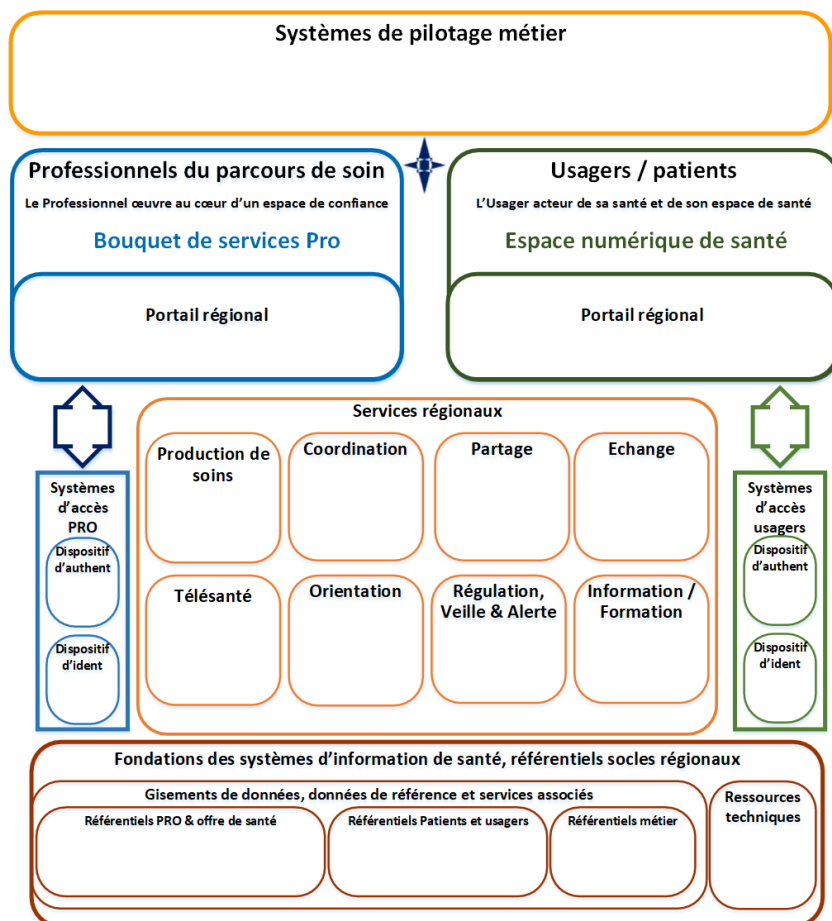 Systèmes de pilotage métier
Professionnels du parcours de soin
Le Professionnel œuvre au cœur d'un espace de confiance
Bouquet de services Pro
Portail régional
Usagers / patients
L'Usager acteur de sa santé et de son espace de santé
Espace numérique de santé
Portail régional
Systèmes
d'accès
PRO
Dispositif
d'authent
Dispositif
d'ident
Services régionaux
Production de
soins
Coordination
Partage
Echange
Télésanté
Orientation
Régulation,
Veille & Alerte
Information /
Formation
Systèmes
d'accès
usagers
Dispositif
d'authent
Dispositif
d'ident
Fondations des systèmes d'information de santé, référentiels socles régionaux
Gisements de données, données de référence et services associés
Référentiels PRO & offre de santé
Référentiels Patients et usagers
Référentiels métier
Ressources
techniques